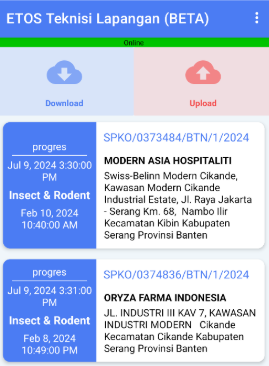 ETOS Teknisi Lapangan (BETA)
Online
Download
Upload
progres
Jul 9, 2024 3:30:00
PM
Insect & Rodent
Feb 10, 2024
10:40:00 AM
SPKO/0373484/BTN/1/2024
MODERN ASIA HOSPITALITI
Swiss-Belinn Modern Cikande,
Kawasan Modern Cikande
Industrial Estate, Jl. Raya Jakarta
- Serang Km. 68, Nambo Ilir
Kecamatan Kibin Kabupaten
Serang Provinsi Banten
progres
Jul 9, 2024 3:31:00
PM
Insect & Rodent
Feb 8, 2024
10:49:00 PM
SPKO/0374836/BTN/1/2024
ORYZA FARMA INDONESIA
JL. INDUSTRI III KAV 7, KAWASAN
INDUSTRI MODERN Cikande
Kecamatan Cikande Kabupaten
Serang Provinsi Banten